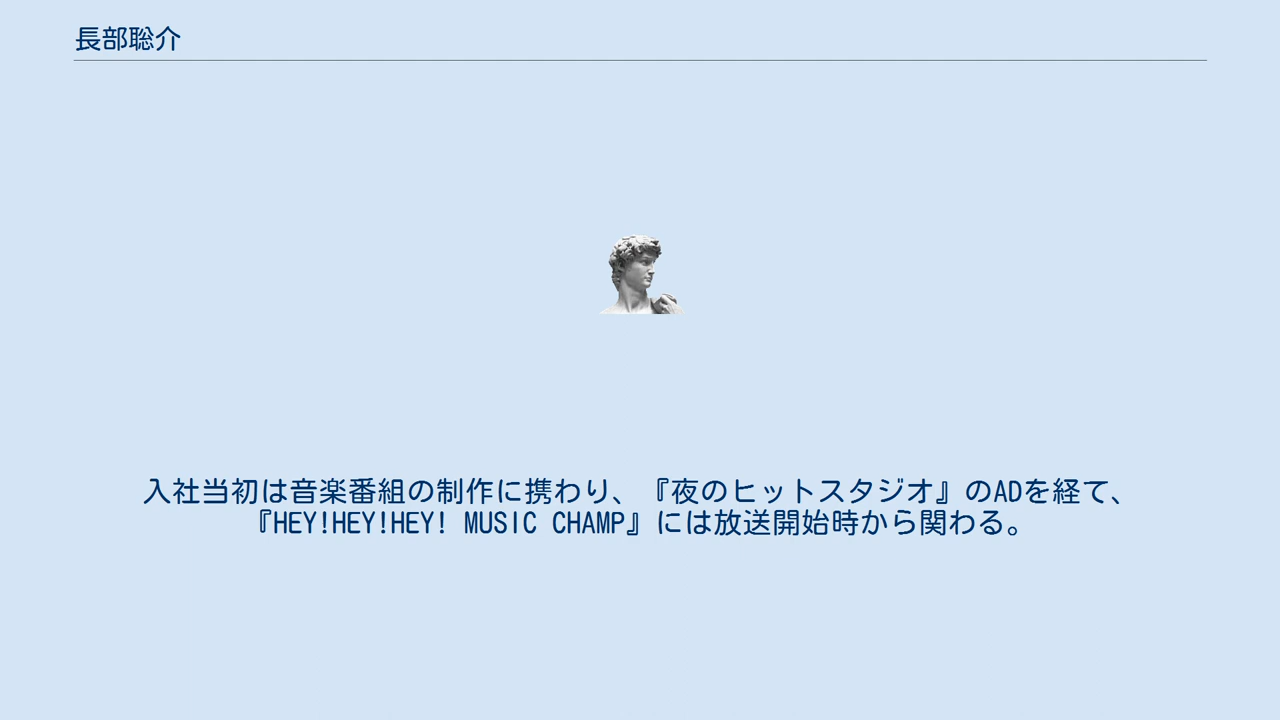 長部聡介
入社当初は音楽番組の制作に携わり、『夜のヒットスタジオ』のADを経て、
『HEY!HEY!HEY! MUSIC CHAMP』には放送開始時から関わる。